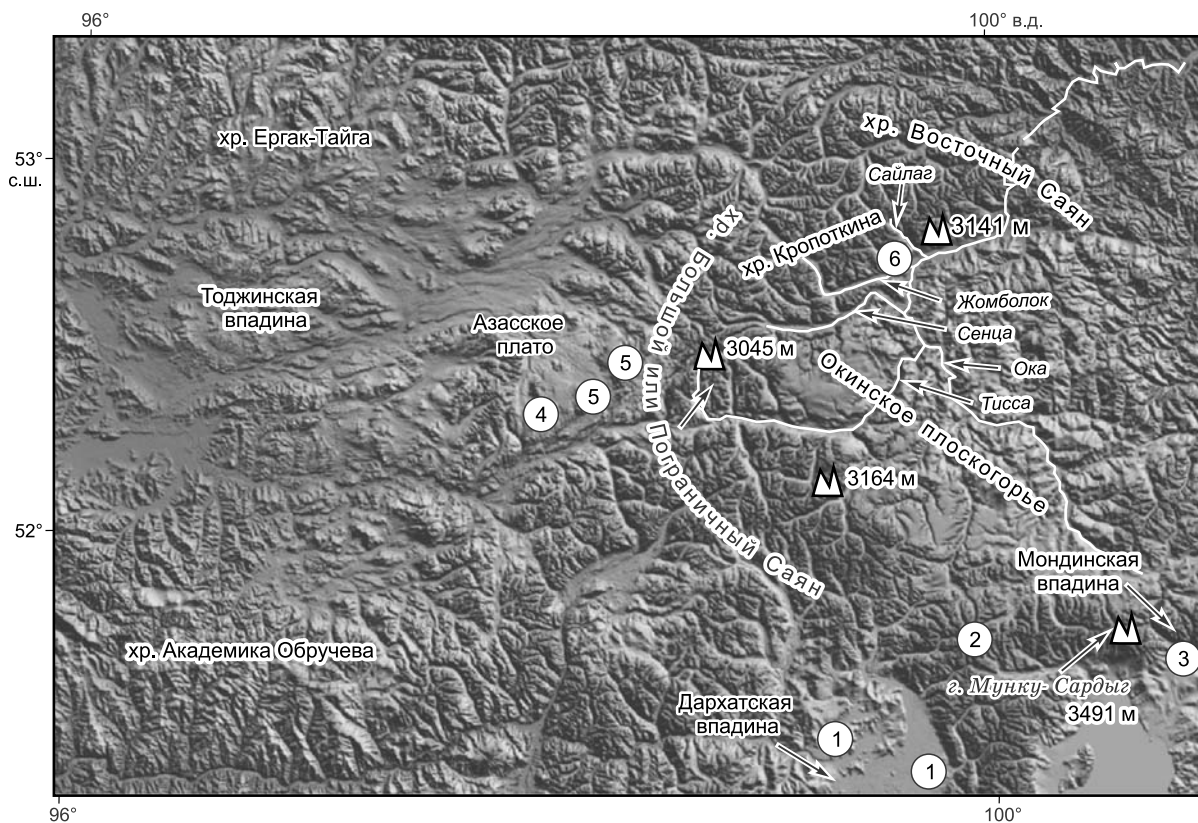 96°
100° в.д.
53°
с.ш.
хр. Ергак-Тайга
хр. Восточный Саян
Сайлаг
3141 м
хр. Кропоткина
6
хр. Большой или Пограничный Саян
Жомболок
Тоджинская
впадина
Азасское
плато
Сенца
3045 м
5
Окинское плоскогорье
Ока
5
4
Тисса
3164 м
52°
Мондинская
впадина
хр. Академика Обручева
2
3
г. Мунку-Сардыг
3491 м
Дархатская
впадина
1
1
96°
100°